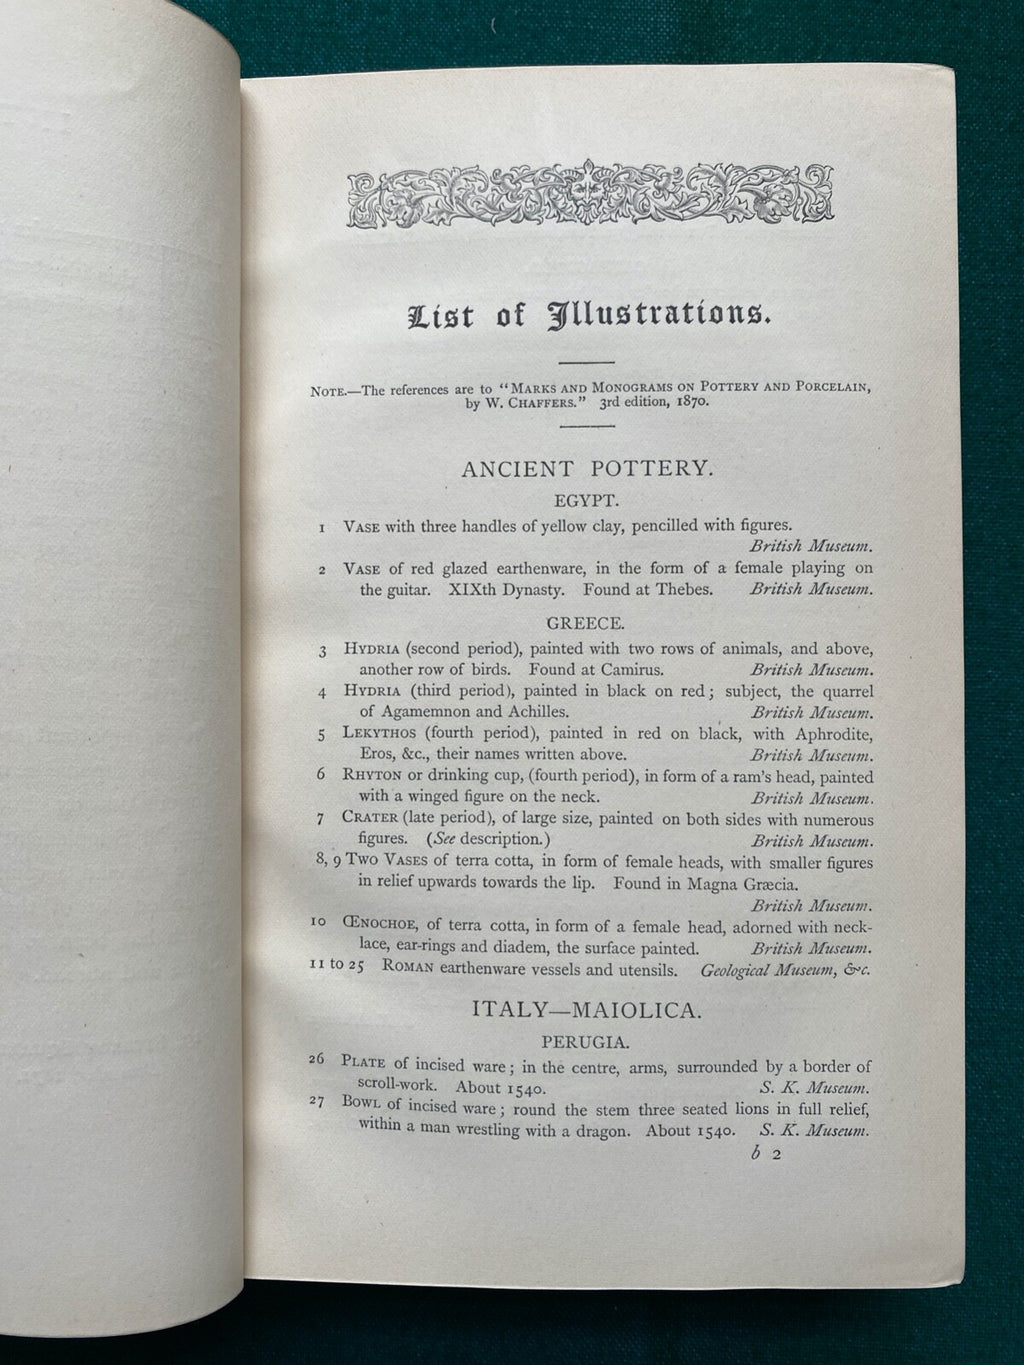 List of Illustrations.
NOTE.—The references are to "MARKS AND MONOGRAMS ON POTTERY AND PORCELAIN,
by W. CHAFFERS." 3rd edition, 1870.
ANCIENT POTTERY.
EGYPT.
1 VASE with three handles of yellow clay, pencilled with figures.
British Museum.
2 VASE of red glazed earthenware, in the form of a female playing on
the guitar. XIXth Dynasty. Found at Thebes. British Museum.
GREECE.
3 HYDRIA (second period), painted with two rows of animals, and above,
another row of birds. Found at Camirus. British Museum.
4 HYDRIA (third period), painted in black on red; subject, the quarrel
of Agamemnon and Achilles. British Museum.
5 LEKYTHOS (fourth period), painted in red on black, with Aphrodite,
Eros, &c., their names written above. British Museum.
6 RHYTON or drinking cup, (fourth period), in form of a ram's head, painted
with a winged figure on the neck. British Museum.
7 CRATER (late period), of large size, painted on both sides with numerous
figures. (See description.) British Museum.
8, 9 TWO VASES of terra cotta, in form of female heads, with smaller figures
in relief upwards towards the lip. Found in Magna Græcia.
British Museum.
10 ŒNOCHOE, of terra cotta, in form of a female head, adorned with neck-
lace, ear-rings and diadem, the surface painted. British Museum.
11 to 25 ROMAN earthenware vessels and utensils. Geological Museum, &c.
ITALY—MAIOLICA.
PERUGIA.
26 PLATE of incised ware; in the centre, arms, surrounded by a border of
scroll-work. About 1540. S. K. Museum.
27 BOWL of incised ware; round the stem three seated lions in full relief,
within a man wrestling with a dragon. About 1540. S. K. Museum.
b 2